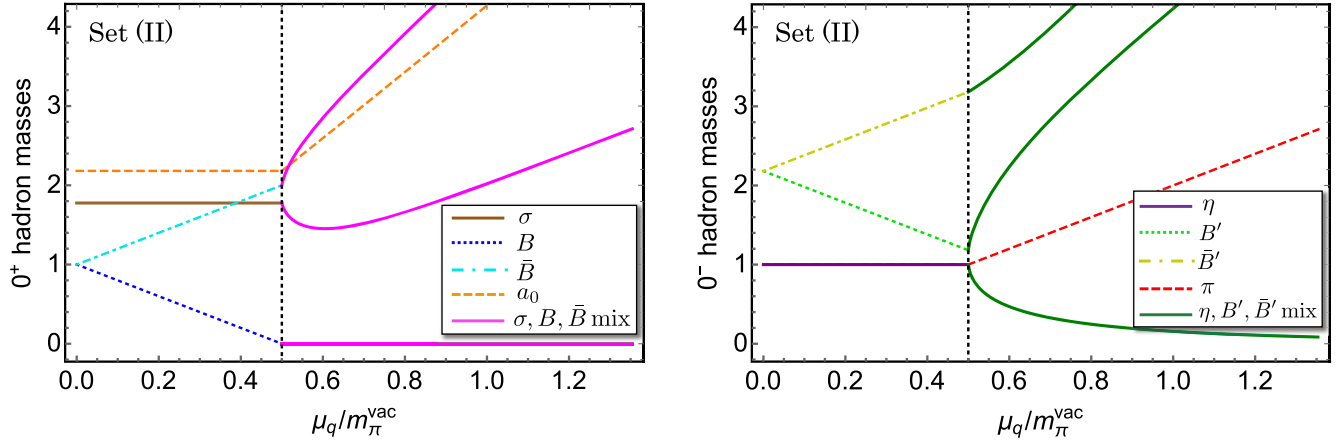 Set (II)
0⁺ hadron masses
4
3
2
1
0
0.0 0.2 0.4 0.6 0.8 1.0 1.2
μ_q/m_π^vac
σ
B
B̄
a₀
σ, B, B̄ mix
Set (II)
0⁻ hadron masses
4
3
2
1
0
0.0 0.2 0.4 0.6 0.8 1.0 1.2
μ_q/m_π^vac
η
B′
B̄′
π
η, B′, B̄′ mix